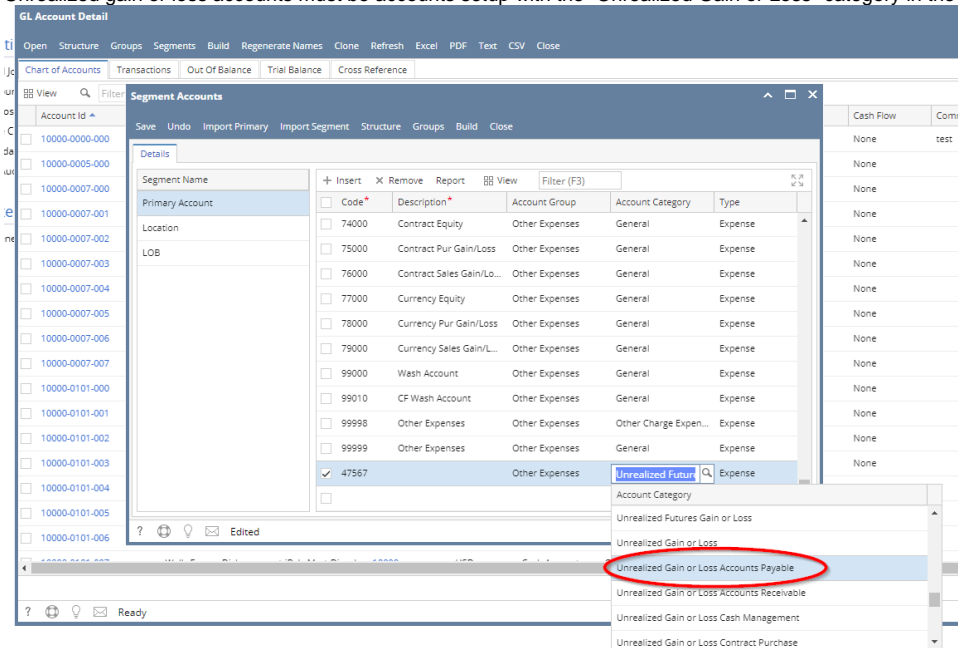 Unrealized gain or loss accounts must be accounts setup with the "Unrealized Gain or Loss" category in the
GL Account Detail
Open Structure Groups Segments Build Regenerate Names Clone Refresh Excel PDF Text CSV Close
Chart of Accounts Transactions Out Of Balance Trial Balance Cross Reference
View Filter
Account Id Cash Flow
10000-0000-000 None test
10000-0005-000 None
10000-0007-000 None
10000-0007-001 None
10000-0007-002 None
10000-0007-003 None
10000-0007-004 None
10000-0007-005 None
10000-0007-006 None
10000-0007-007 None
10000-0101-000 None
10000-0101-001 None
10000-0101-002 None
10000-0101-003 None
10000-0101-004
10000-0101-005
10000-0101-006
Segment Accounts
Save Undo Import Primary Import Segment Structure Groups Build Close
Details
Segment Name
Primary Account
Location
LOB
+ Insert X Remove Report View Filter (F3)
Code* Description* Account Group Account Category Type
74000 Contract Equity Other Expenses General Expense
75000 Contract Pur Gain/Loss Other Expenses General Expense
76000 Contract Sales Gain/Lo... Other Expenses General Expense
77000 Currency Equity Other Expenses General Expense
78000 Currency Pur Gain/Loss Other Expenses General Expense
79000 Currency Sales Gain/L... Other Expenses General Expense
99000 Wash Account Other Expenses General Expense
99010 CF Wash Account Other Expenses General Expense
99998 Other Expenses Other Expenses Other Charge Expen... Expense
99999 Other Expenses Other Expenses General Expense
47567 Other Expenses Unrealized Futur Expense
Account Category
Unrealized Futures Gain or Loss
Unrealized Gain or Loss
Unrealized Gain or Loss Accounts Payable
Unrealized Gain or Loss Accounts Receivable
Unrealized Gain or Loss Cash Management
Unrealized Gain or Loss Contract Purchase
? Edited
? Ready